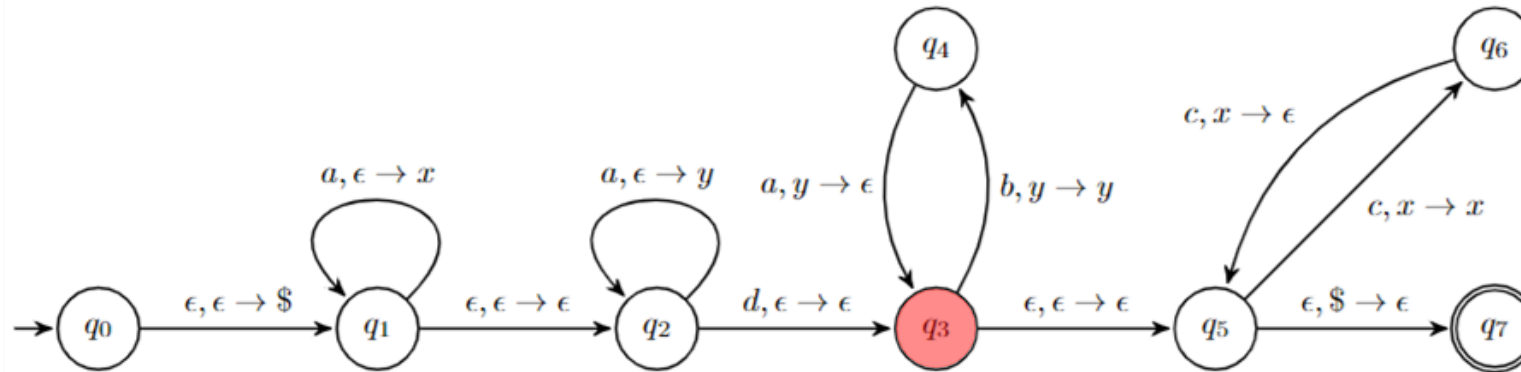 q₄
q₆
c, x → ϵ
a, ϵ → x
a, ϵ → y
a, y → ϵ
b, y → y
c, x → x
q₀
ϵ, ϵ → $
q₁
ϵ, ϵ → ϵ
q₂
d, ϵ → ϵ
q₃
ϵ, ϵ → ϵ
q₅
ϵ, $ → ϵ
q₇